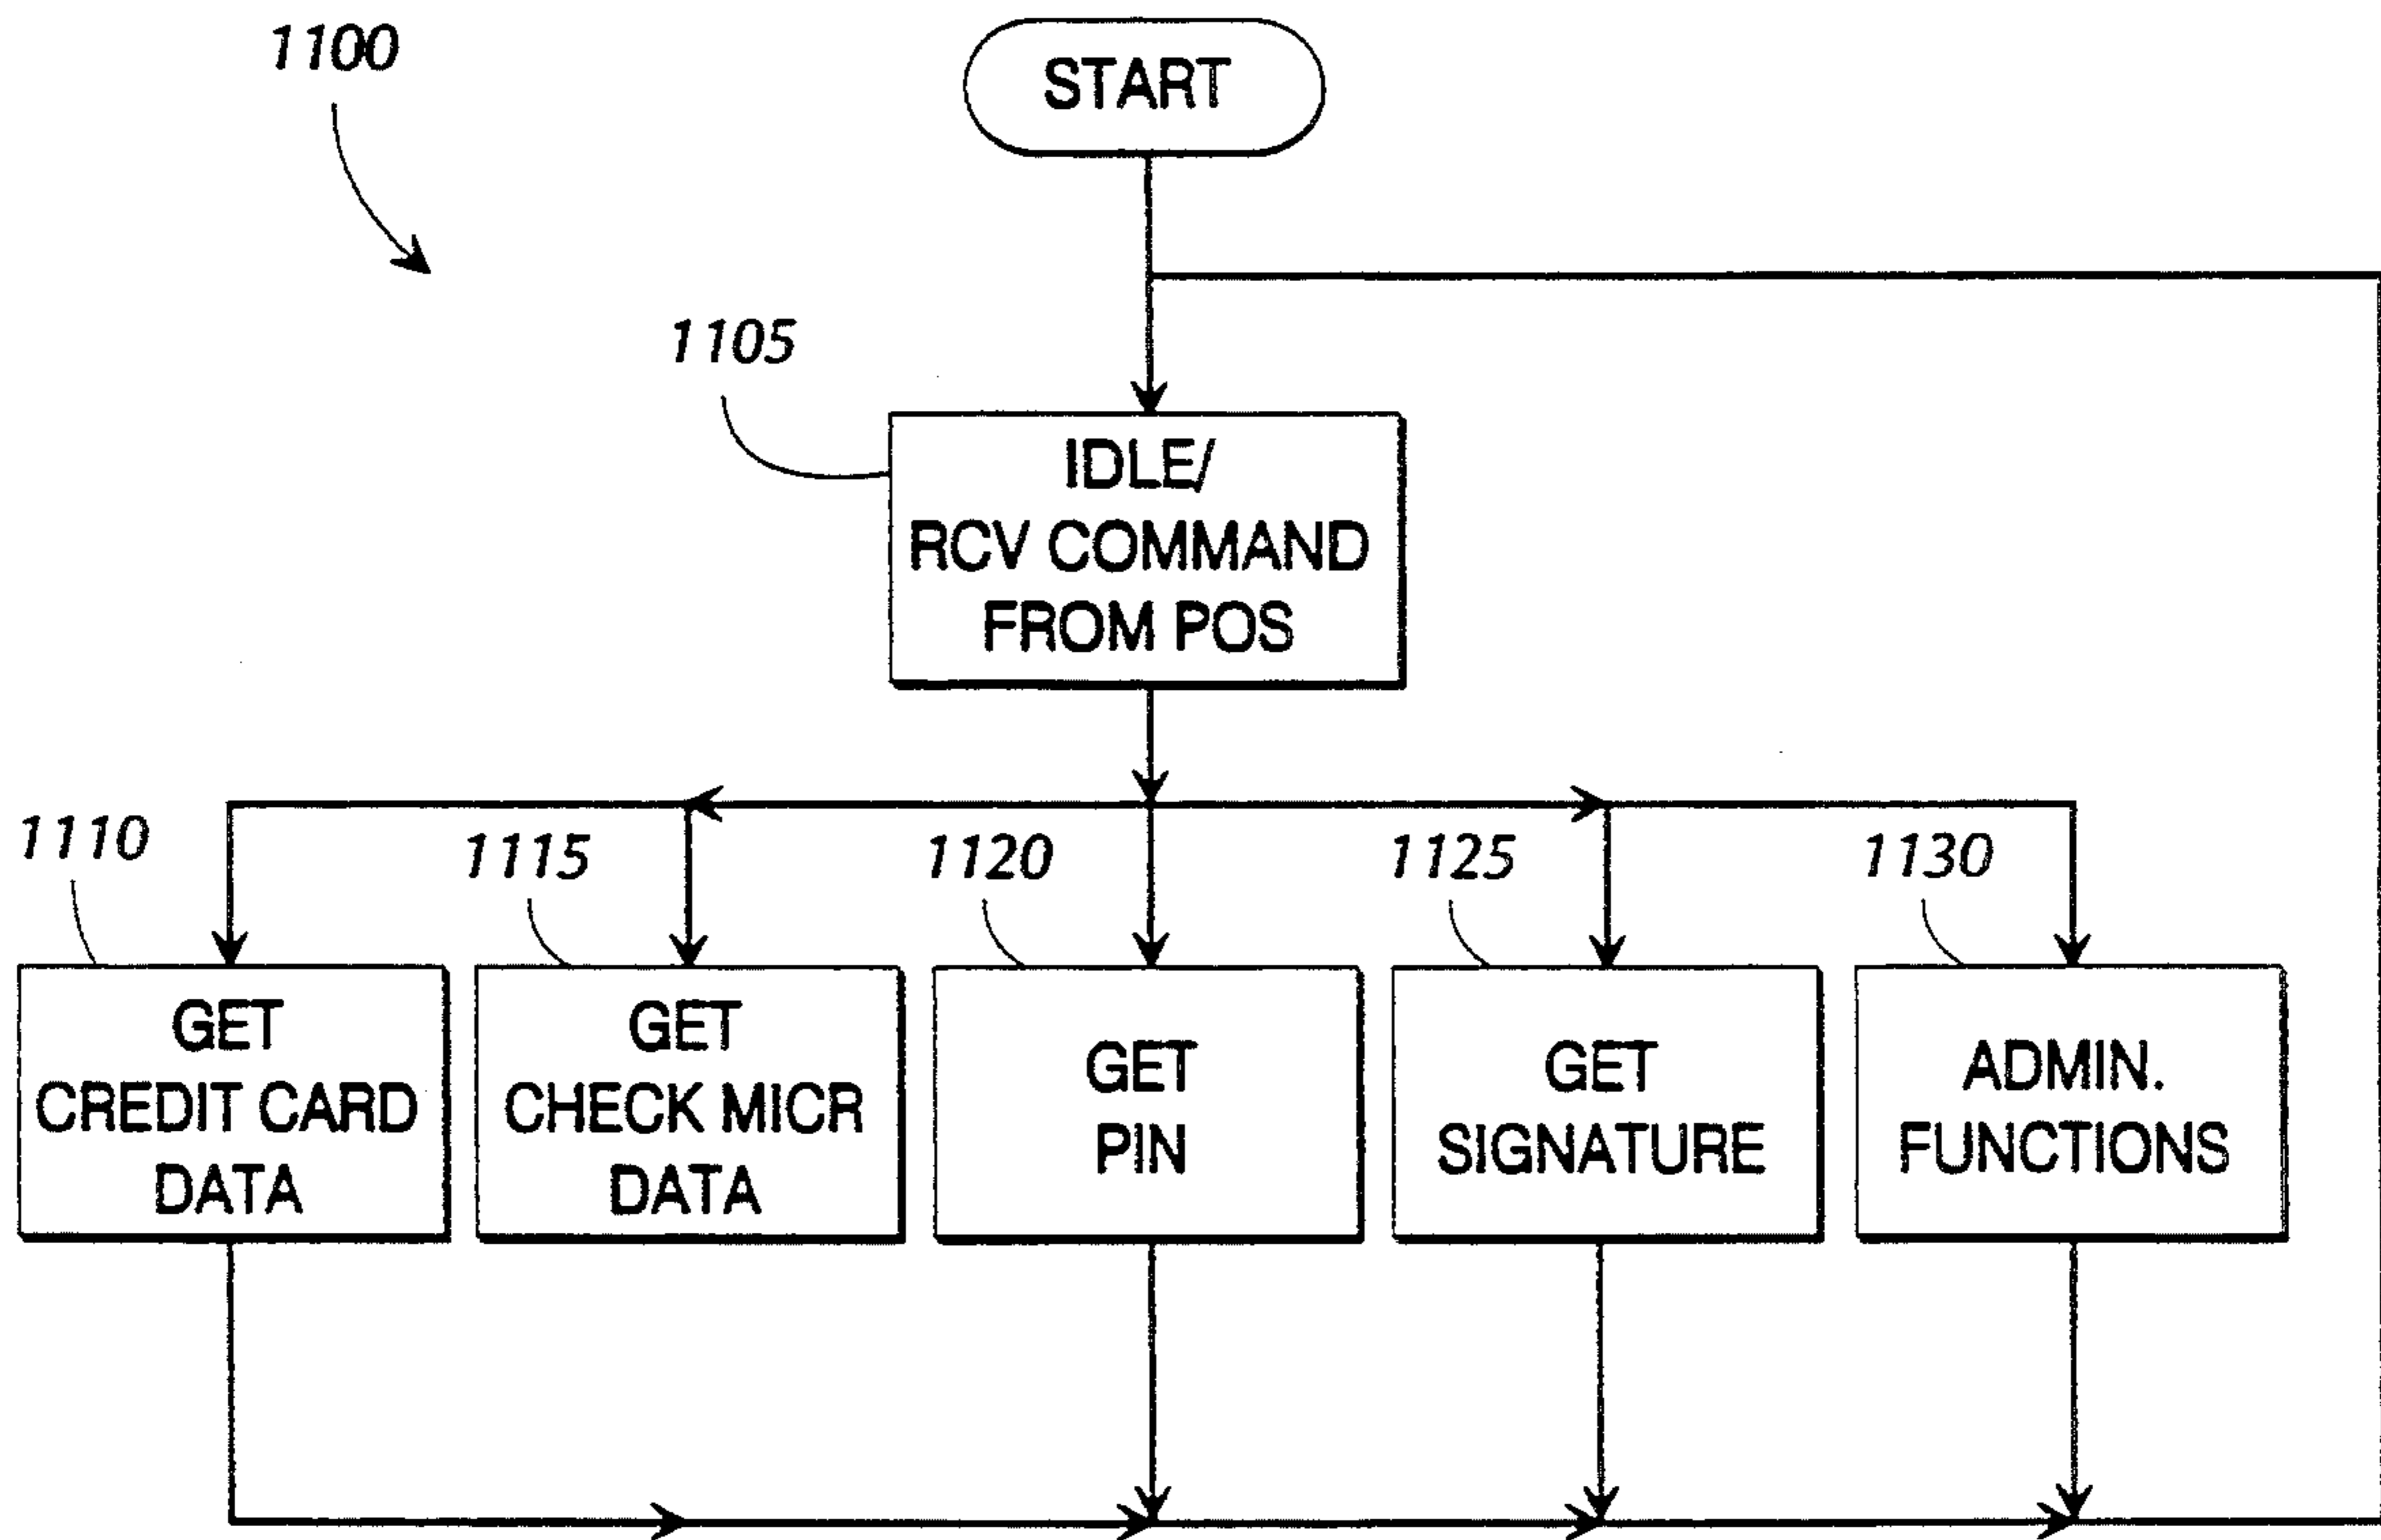 1100
START
1105
IDLE/
RCV COMMAND
FROM POS
1110
1115
1120
1125
1130
GET
CREDIT CARD
DATA
GET
CHECK MICR
DATA
GET
PIN
GET
SIGNATURE
ADMIN.
FUNCTIONS